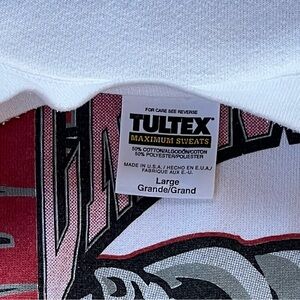 FOR CARE SEE REVERSE
TULTEX
MAXIMUM SWEATS
50% COTTON/ALGODÓN/COTON
50% POLYESTER/POLIESTER
MADE IN U.S.A. / HECHO EN E.U.A./
FABRIQUE AUX E.-U.
Large
Grande/Grand